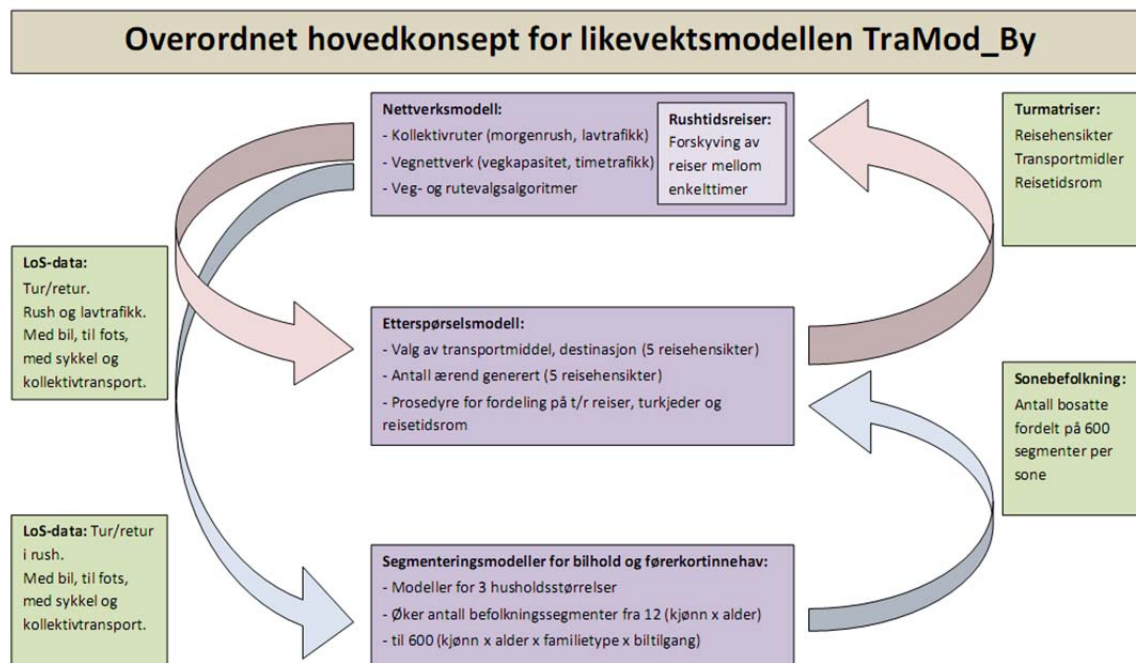 Overordnet hovedkonsept for likevektsmodellen TraMod_By
Nettverksmodell:
- Kollektivruter (morgenrush, lavtrafikk)
- Vegnettverk (vegkapasitet, timetrafikk)
- Veg- og rutevalgsalgoritmer
Rushtidsreiser:
Forskyving av
reiser mellom
enkelttimer
Turmatriser:
Reisehensikter
Transportmidler
Reisetidsrom
LoS-data:
Tur/retur.
Rush og lavtrafikk.
Med bil, til fots,
med sykkel og
kollektivtransport.
Etterspørselsmodell:
- Valg av transportmiddel, destinasjon (5 reisehensikter)
- Antall ærend generert (5 reisehensikter)
- Prosedyre for fordeling på t/r reiser, turkjeder og
reisetidsrom
Sonebefolkning:
Antall bosatte
fordelt på 600
segmenter per
sone
LoS-data: Tur/retur
i rush.
Med bil, til fots,
med sykkel og
kollektivtransport.
Segmenteringsmodeller for bilhold og førerkortinnehav:
- Modeller for 3 husholdsstørrelser
- Øker antall befolkningssegmenter fra 12 (kjønn x alder)
- til 600 (kjønn x alder x familietype x biltilgang)